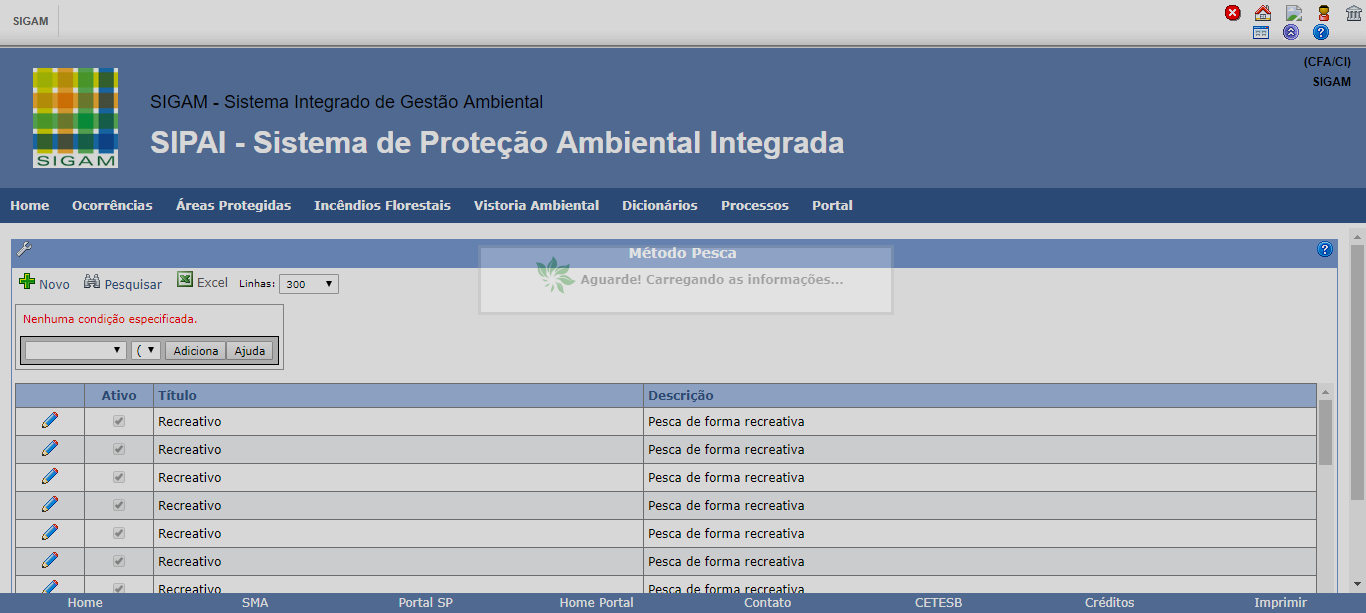 SIGAM
(CFA/CI)
SIGAM
SIGAM
SIGAM - Sistema Integrado de Gestão Ambiental
SIPAI - Sistema de Proteção Ambiental Integrada
Home Ocorrências Áreas Protegidas Incêndios Florestais Vistoria Ambiental Dicionários Processos Portal
Método Pesca
Aguarde! Carregando as informações...
Novo Pesquisar Excel Linhas: 300
Nenhuma condição especificada.
( Adiciona Ajuda
Ativo Título Descrição
Recreativo Pesca de forma recreativa
Recreativo Pesca de forma recreativa
Recreativo Pesca de forma recreativa
Recreativo Pesca de forma recreativa
Recreativo Pesca de forma recreativa
Recreativo Pesca de forma recreativa
Recreativo Pesca de forma recreativa
Home SMA Portal SP Home Portal Contato CETESB Créditos Imprimir